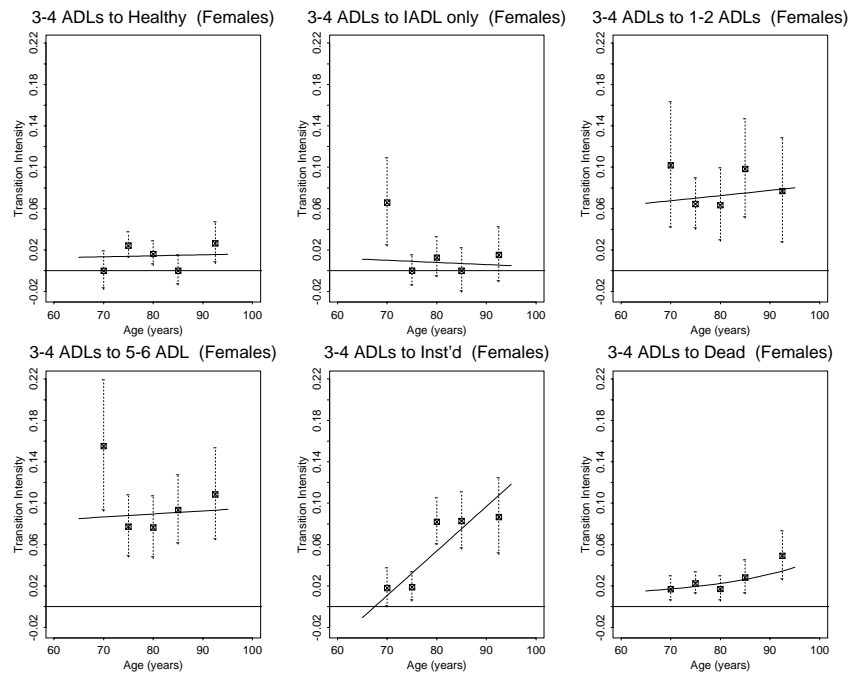 3-4 ADLs to Healthy (Females)
Transition Intensity
-0.02 0.02 0.06 0.10 0.14 0.18 0.22
60 70 80 90 100
Age (years)
3-4 ADLs to IADL only (Females)
Transition Intensity
-0.02 0.02 0.06 0.10 0.14 0.18 0.22
60 70 80 90 100
Age (years)
3-4 ADLs to 1-2 ADLs (Females)
Transition Intensity
-0.02 0.02 0.06 0.10 0.14 0.18 0.22
60 70 80 90 100
Age (years)
3-4 ADLs to 5-6 ADL (Females)
Transition Intensity
-0.02 0.02 0.06 0.10 0.14 0.18 0.22
60 70 80 90 100
Age (years)
3-4 ADLs to Inst'd (Females)
Transition Intensity
-0.02 0.02 0.06 0.10 0.14 0.18 0.22
60 70 80 90 100
Age (years)
3-4 ADLs to Dead (Females)
Transition Intensity
-0.02 0.02 0.06 0.10 0.14 0.18 0.22
60 70 80 90 100
Age (years)